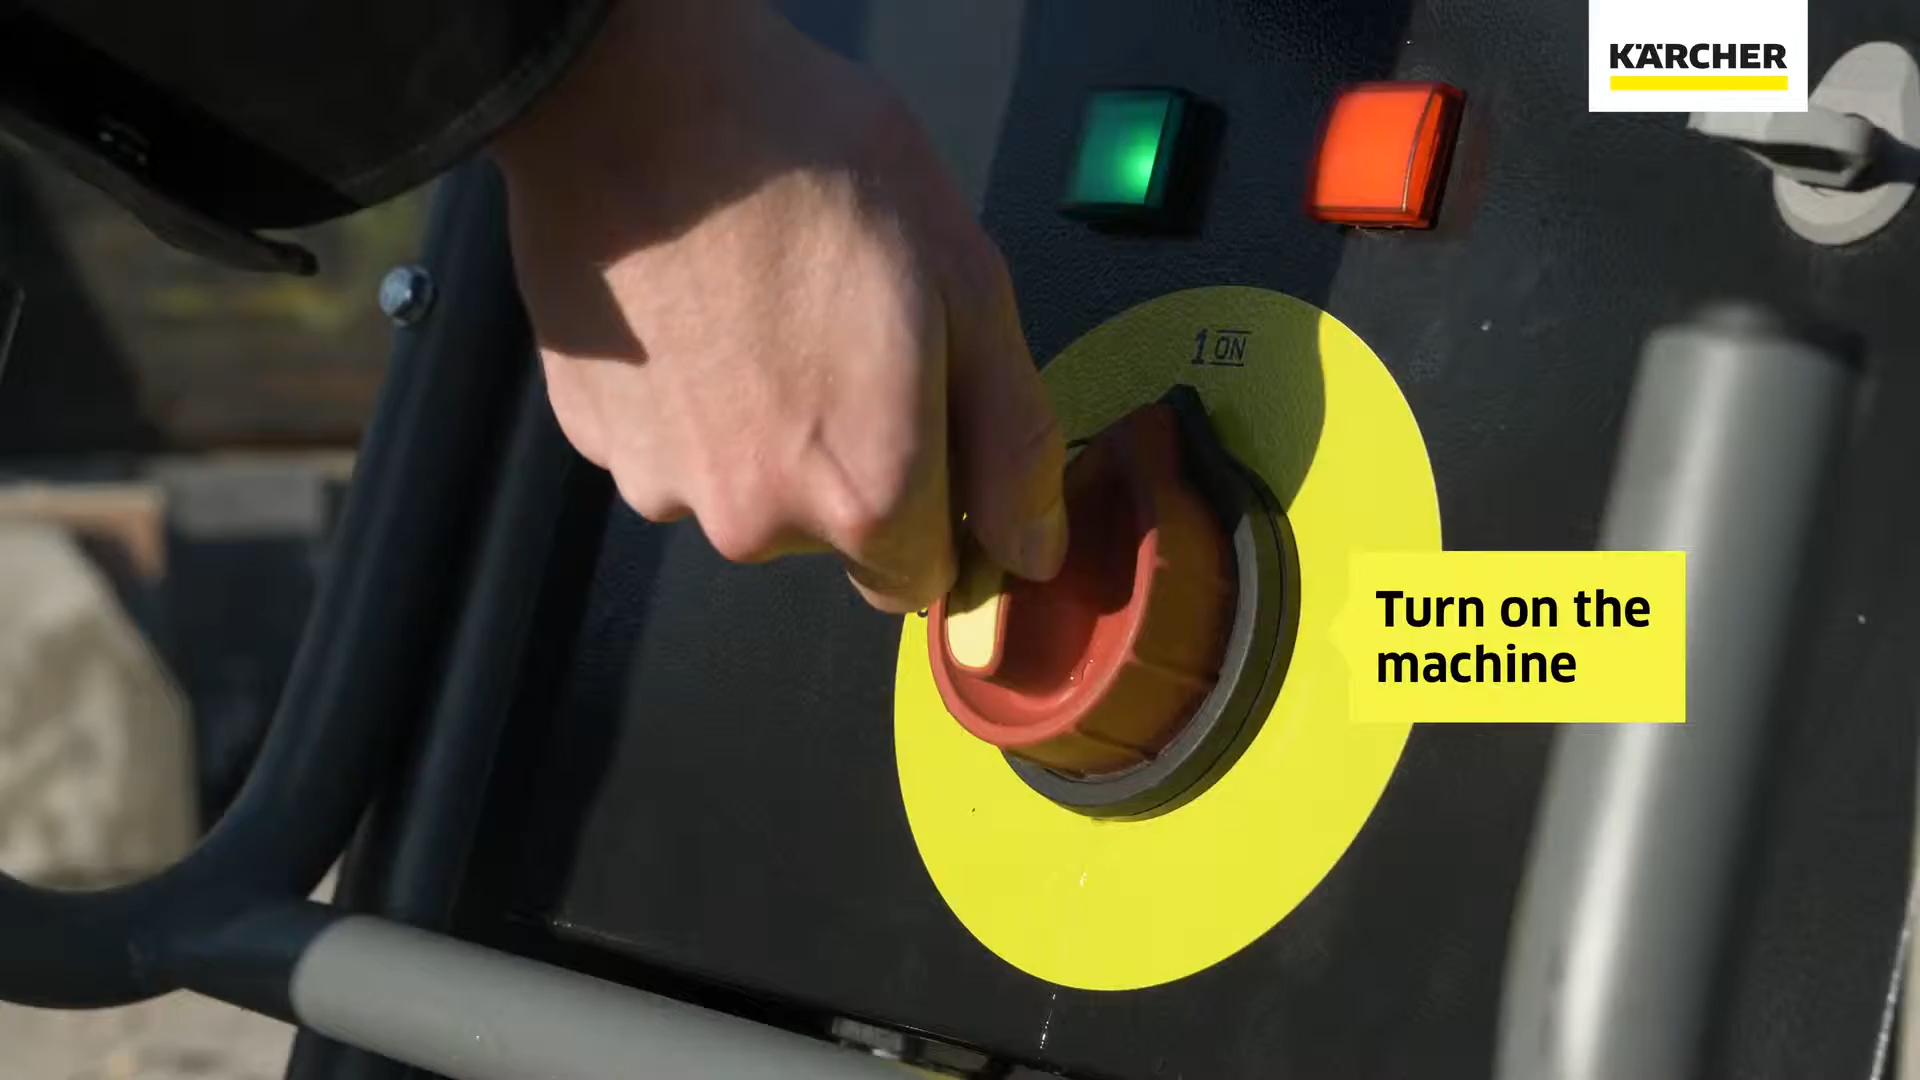 KÄRCHER
1 ON
Turn on the
machine